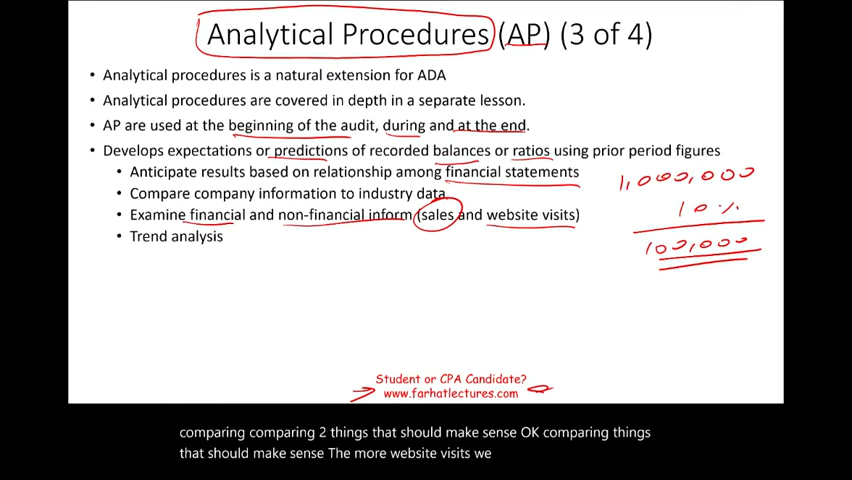 Analytical Procedures (AP) (3 of 4)
• Analytical procedures is a natural extension for ADA
• Analytical procedures are covered in depth in a separate lesson.
• AP are used at the beginning of the audit, during and at the end.
• Develops expectations or predictions of recorded balances or ratios using prior period figures
• Anticipate results based on relationship among financial statements
• Compare company information to industry data.
• Examine financial and non-financial inform (sales and website visits)
• Trend analysis
1,000,000
10%
100,000
Student or CPA Candidate?
www.farhatlectures.com
comparing comparing 2 things that should make sense OK comparing things
that should make sense The more website visits we